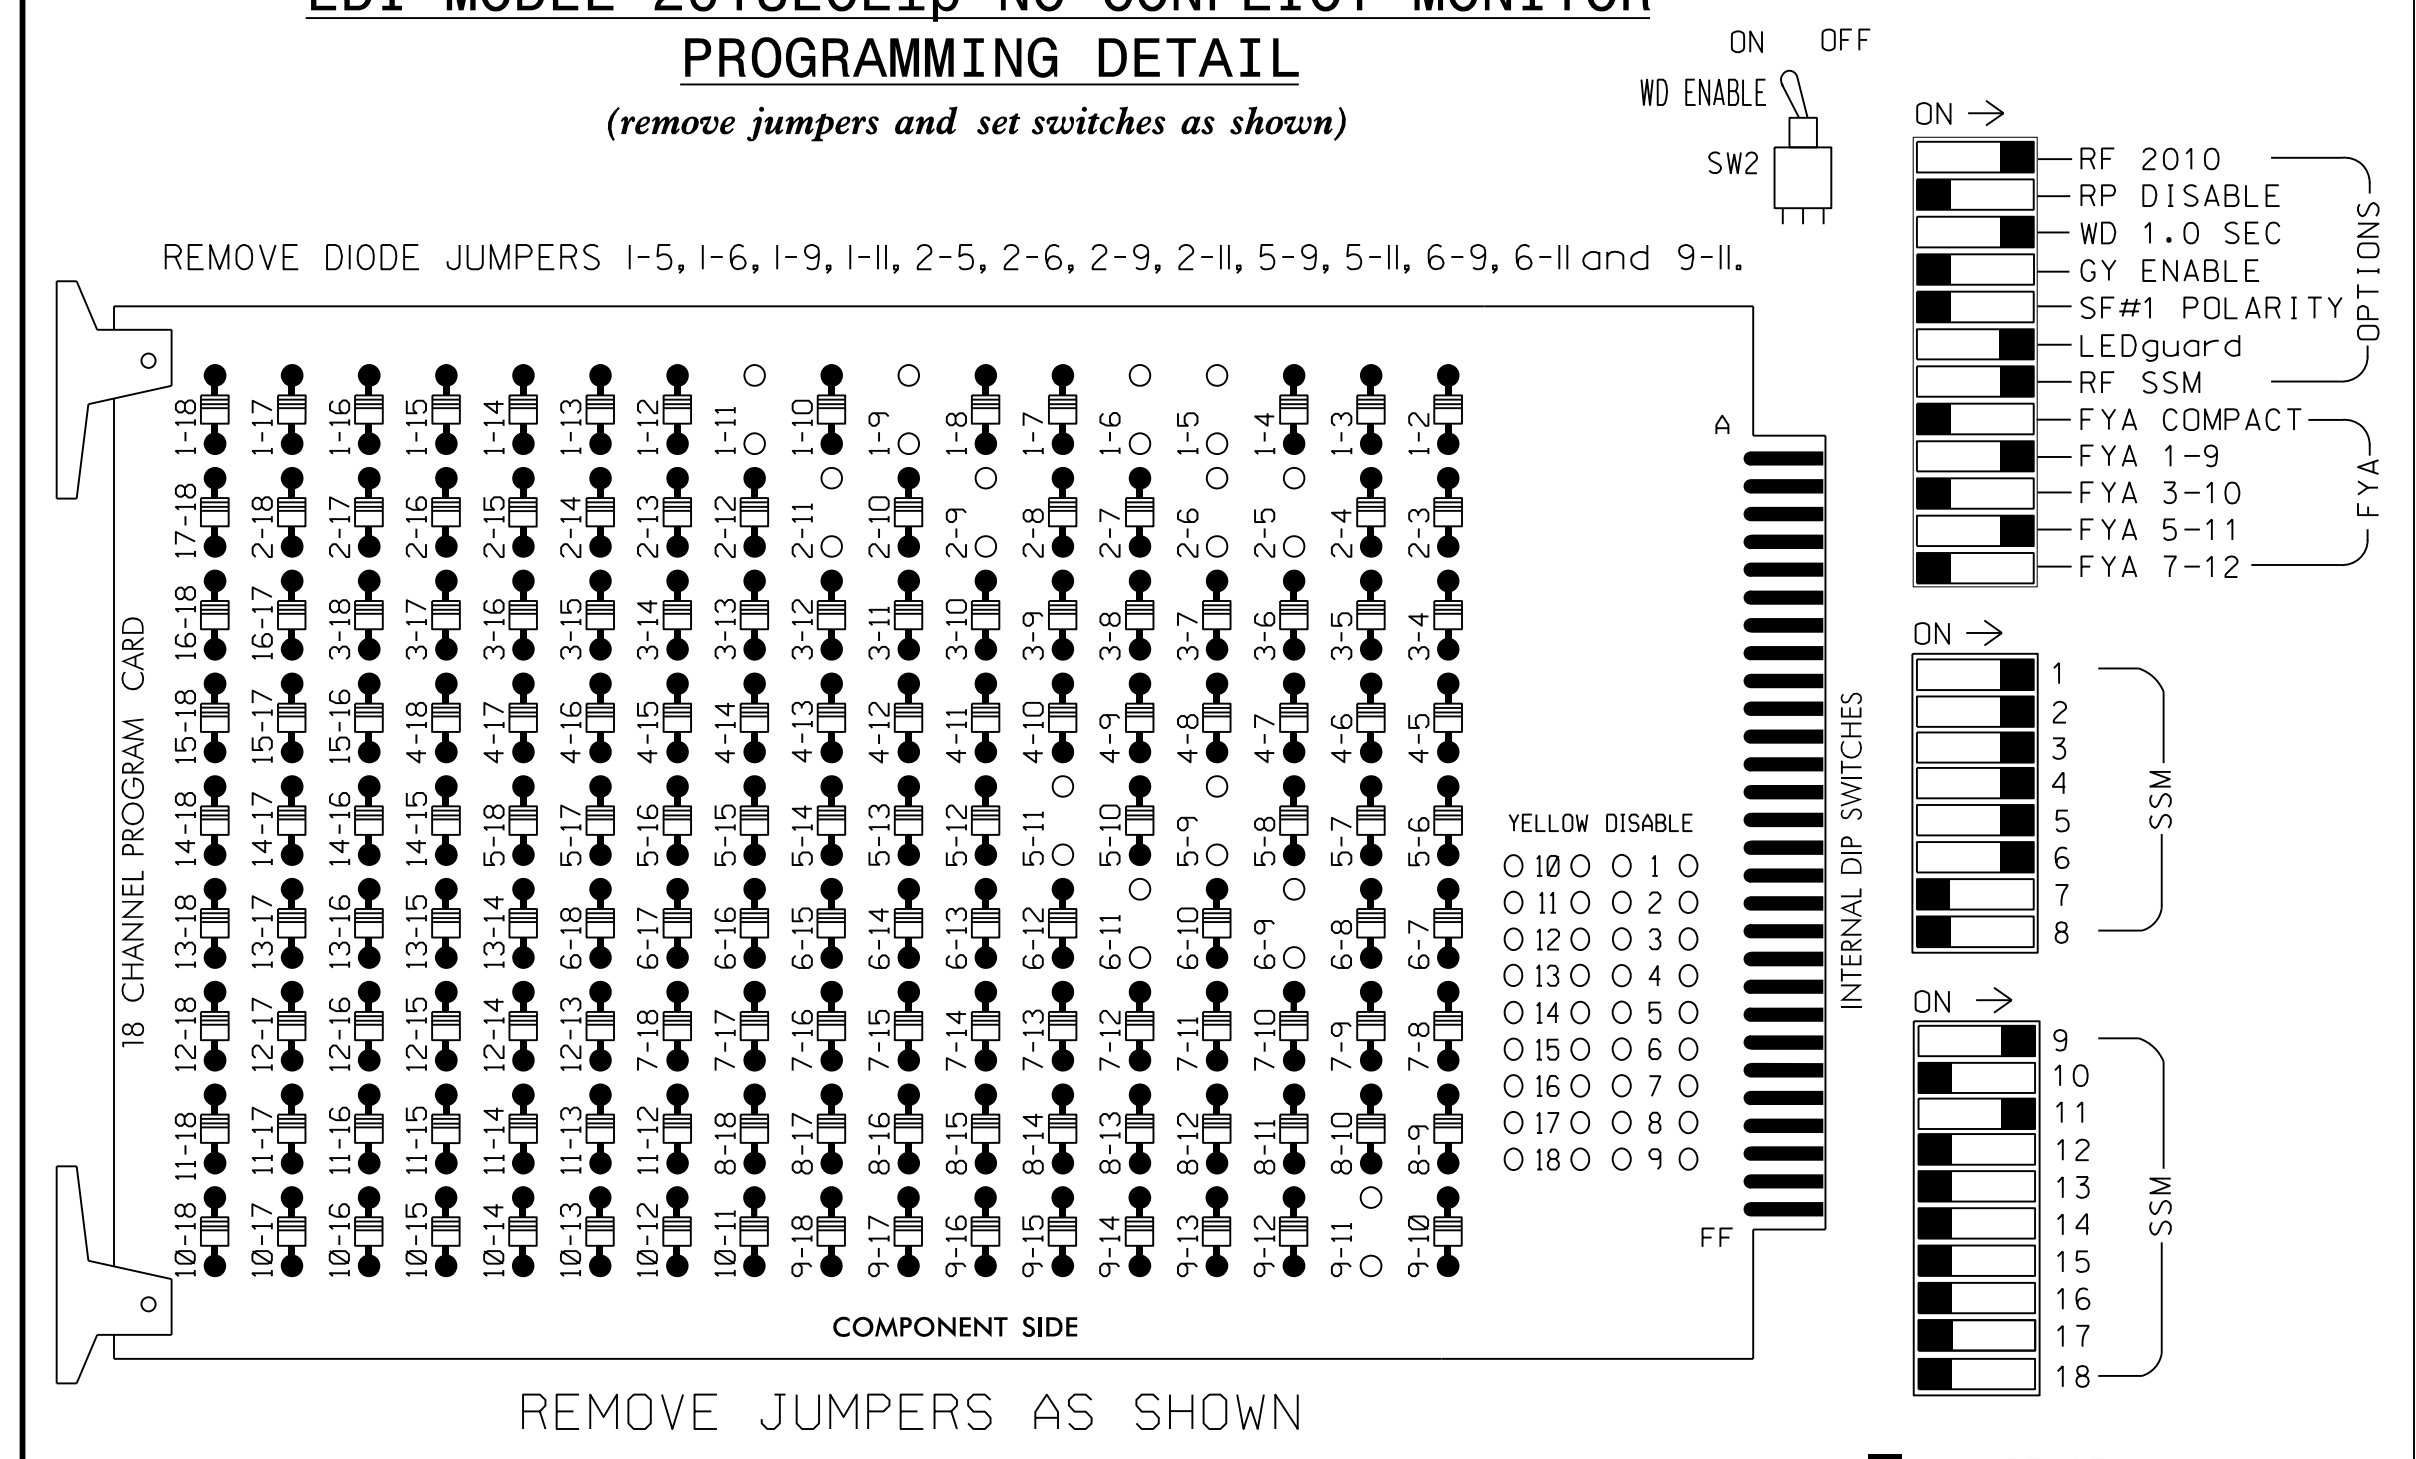 PROGRAMMING DETAIL
(remove jumpers and set switches as shown)
ON OFF
WD ENABLE
SW2
REMOVE DIODE JUMPERS 1-5, 1-6, 1-9, 1-11, 2-5, 2-6, 2-9, 2-11, 5-9, 5-11, 6-9, 6-11 and 9-11.
18 CHANNEL PROGRAM CARD
1-18 1-17 1-16 1-15 1-14 1-13 1-12 1-11 1-10 1-9 1-8 1-7 1-6 1-5 1-4 1-3 1-2
17-18 2-18 2-17 2-16 2-15 2-14 2-13 2-12 2-11 2-10 2-9 2-8 2-7 2-6 2-5 2-4 2-3
16-18 16-17 3-18 3-17 3-16 3-15 3-14 3-13 3-12 3-11 3-10 3-9 3-8 3-7 3-6 3-5 3-4
15-18 15-17 15-16 4-18 4-17 4-16 4-15 4-14 4-13 4-12 4-11 4-10 4-9 4-8 4-7 4-6 4-5
14-18 14-17 14-16 14-15 5-18 5-17 5-16 5-15 5-14 5-13 5-12 5-11 5-10 5-9 5-8 5-7 5-6
13-18 13-17 13-16 13-15 13-14 6-18 6-17 6-16 6-15 6-14 6-13 6-12 6-11 6-10 6-9 6-8 6-7
12-18 12-17 12-16 12-15 12-14 12-13 7-18 7-17 7-16 7-15 7-14 7-13 7-12 7-11 7-10 7-9 7-8
11-18 11-17 11-16 11-15 11-14 11-13 11-12 8-18 8-17 8-16 8-15 8-14 8-13 8-12 8-11 8-10 8-9
10-18 10-17 10-16 10-15 10-14 10-13 10-12 10-11 9-18 9-17 9-16 9-15 9-14 9-13 9-12 9-11 9-10
A
YELLOW DISABLE
10 1
11 2
12 3
13 4
14 5
15 6
16 7
17 8
18 9
FF
COMPONENT SIDE
REMOVE JUMPERS AS SHOWN
INTERNAL DIP SWITCHES
ON →
RF 2010
RP DISABLE
WD 1.0 SEC
GY ENABLE
SF#1 POLARITY
LEDguard
RF SSM
OPTIONS
FYA COMPACT
FYA 1-9
FYA 3-10
FYA 5-11
FYA 7-12
FYA
ON →
1
2
3
4
5
6
7
8
SSM
ON →
9
10
11
12
13
14
15
16
17
18
SSM